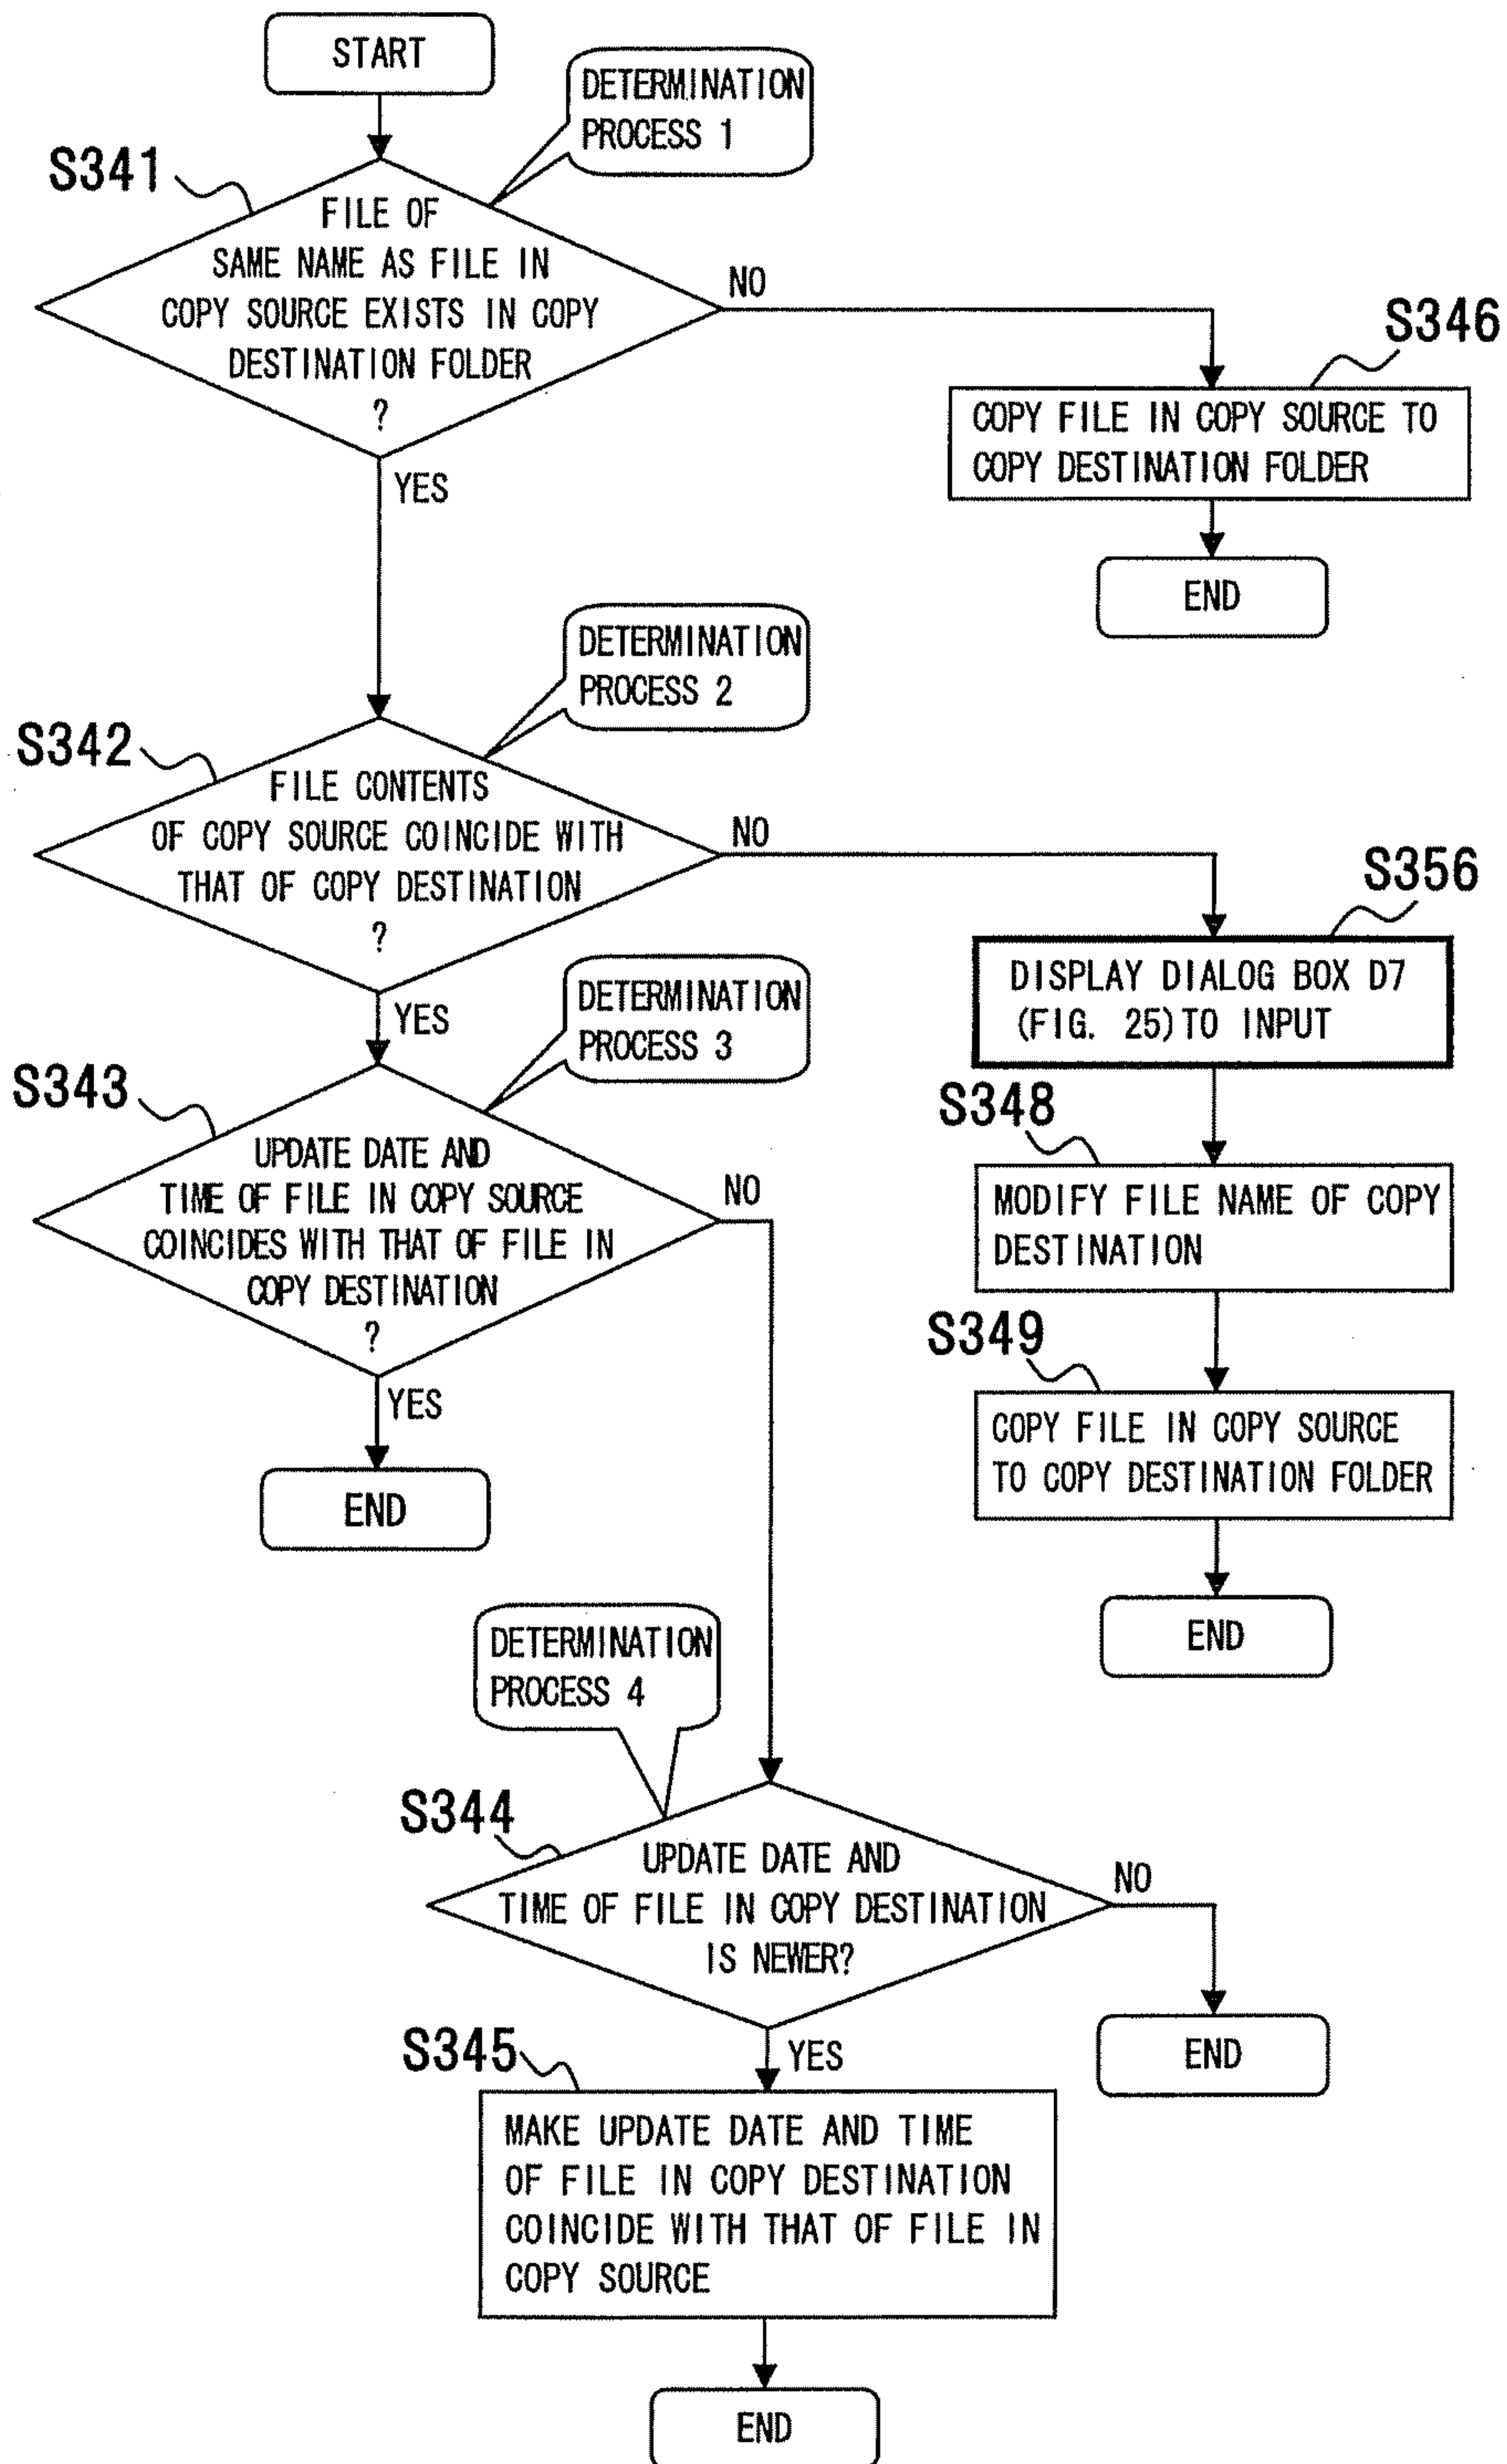 START
DETERMINATION
PROCESS 1
S341
FILE OF
SAME NAME AS FILE IN
COPY SOURCE EXISTS IN COPY
DESTINATION FOLDER
?
NO
YES
S346
COPY FILE IN COPY SOURCE TO
COPY DESTINATION FOLDER
END
DETERMINATION
PROCESS 2
S342
FILE CONTENTS
OF COPY SOURCE COINCIDE WITH
THAT OF COPY DESTINATION
?
NO
YES
S356
DISPLAY DIALOG BOX D7
(FIG. 25) TO INPUT
S348
MODIFY FILE NAME OF COPY
DESTINATION
S349
COPY FILE IN COPY SOURCE
TO COPY DESTINATION FOLDER
END
DETERMINATION
PROCESS 3
S343
UPDATE DATE AND
TIME OF FILE IN COPY SOURCE
COINCIDES WITH THAT OF FILE IN
COPY DESTINATION
?
NO
YES
END
DETERMINATION
PROCESS 4
S344
UPDATE DATE AND
TIME OF FILE IN COPY DESTINATION
IS NEWER?
NO
END
YES
S345
MAKE UPDATE DATE AND TIME
OF FILE IN COPY DESTINATION
COINCIDE WITH THAT OF FILE IN
COPY SOURCE
END